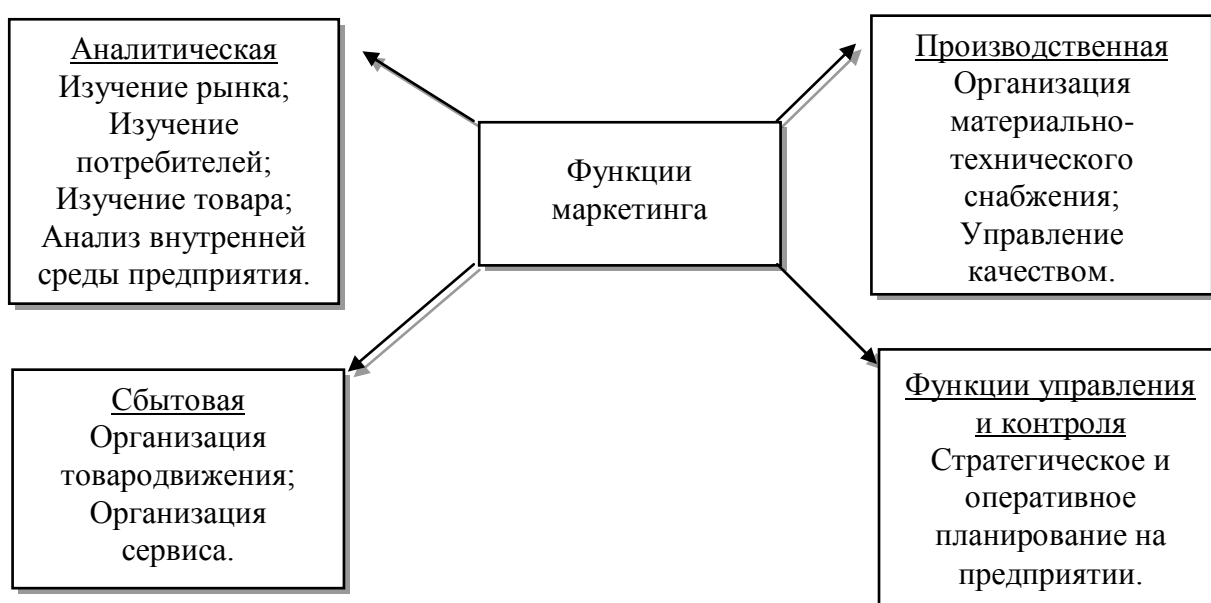 Аналитическая
Изучение рынка;
Изучение
потребителей;
Изучение товара;
Анализ внутренней
среды предприятия.
Производственная
Организация
материально-
технического
снабжения;
Управление
качеством.
Функции
маркетинга
Сбытовая
Организация
товародвижения;
Организация
сервиса.
Функции управления
и контроля
Стратегическое и
оперативное
планирование на
предприятии.